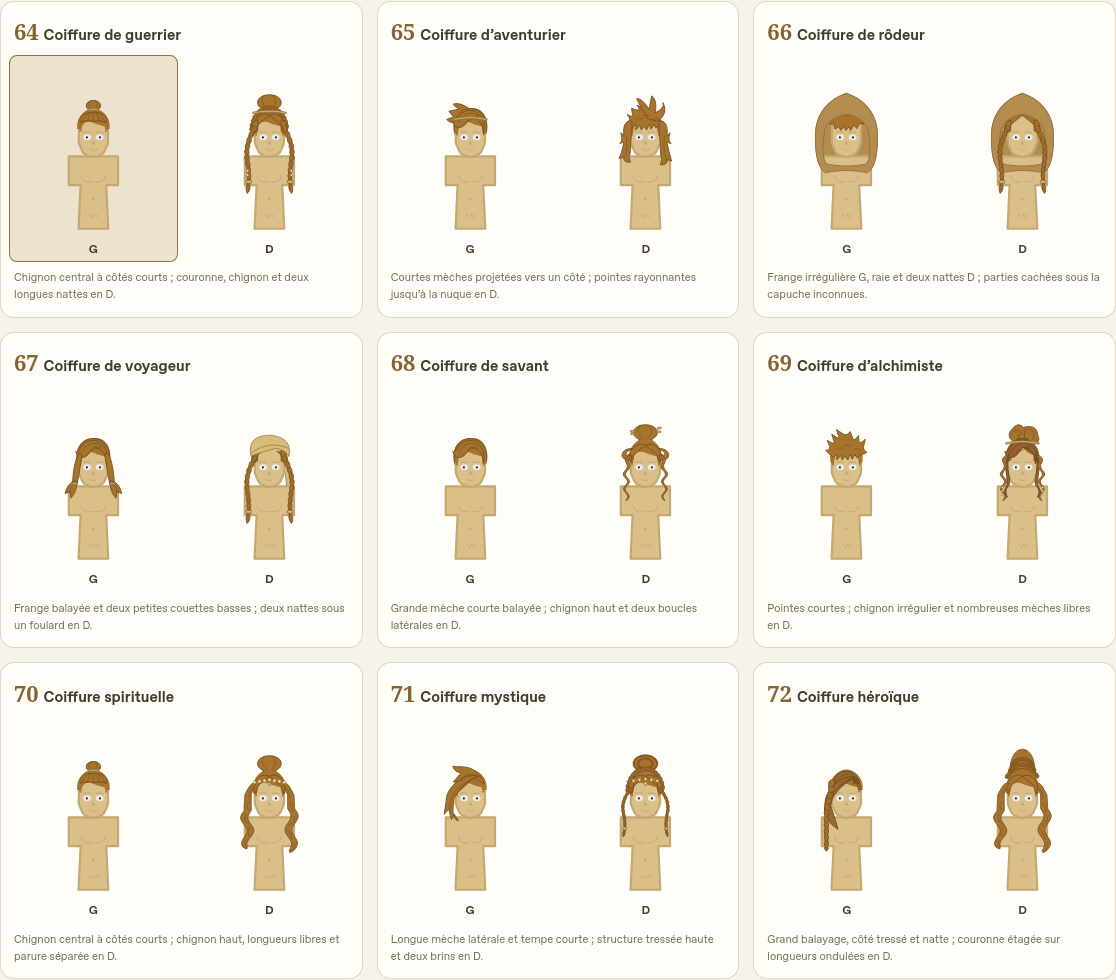 64 Coiffure de guerrier
G
D
Chignon central à côtés courts ; couronne, chignon et deux
longues nattes en D.
65 Coiffure d’aventurier
G
D
Courtes mèches projetées vers un côté ; pointes rayonnantes
jusqu’à la nuque en D.
66 Coiffure de rôdeur
G
D
Frange irrégulière G, raie et deux nattes D ; parties cachées sous la
capuche inconnues.
67 Coiffure de voyageur
G
D
Frange balayée et deux petites couettes basses ; deux nattes sous
un foulard en D.
68 Coiffure de savant
G
D
Grande mèche courte balayée ; chignon haut et deux boucles
latérales en D.
69 Coiffure d’alchimiste
G
D
Pointes courtes ; chignon irrégulier et nombreuses mèches libres
en D.
70 Coiffure spirituelle
G
D
Chignon central à côtés courts ; chignon haut, longueurs libres et
parure séparée en D.
71 Coiffure mystique
G
D
Longue mèche latérale et tempe courte ; structure tressée haute
et deux brins en D.
72 Coiffure héroïque
G
D
Grand balayage, côté tressé et natte ; couronne étagée sur
longueurs ondulées en D.